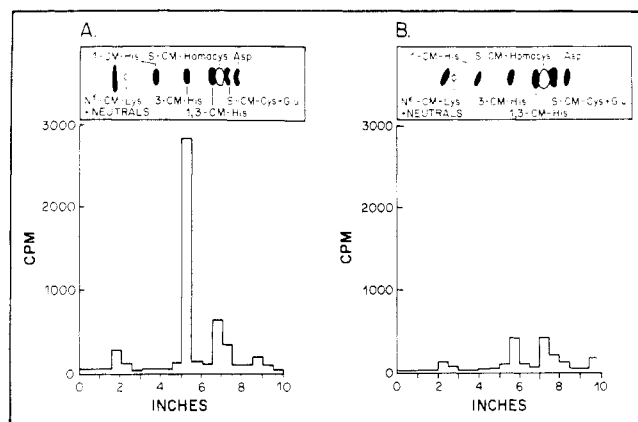 A.
1-CM-His S-CM-Homocys Asp
Nε-CM-Lys 3-CM-His S-CM-Cys+Glu
+NEUTRALS 1,3-CM-His
3000
2000
1000
0
CPM
0 2 4 6 8 10
INCHES
B.
1-CM-His S-CM-Homocys Asp
Nε-CM-Lys 3-CM-His S-CM-Cys+Glu
+NEUTRALS 1,3-CM-His
3000
2000
1000
0
CPM
0 2 4 6 8 10
INCHES